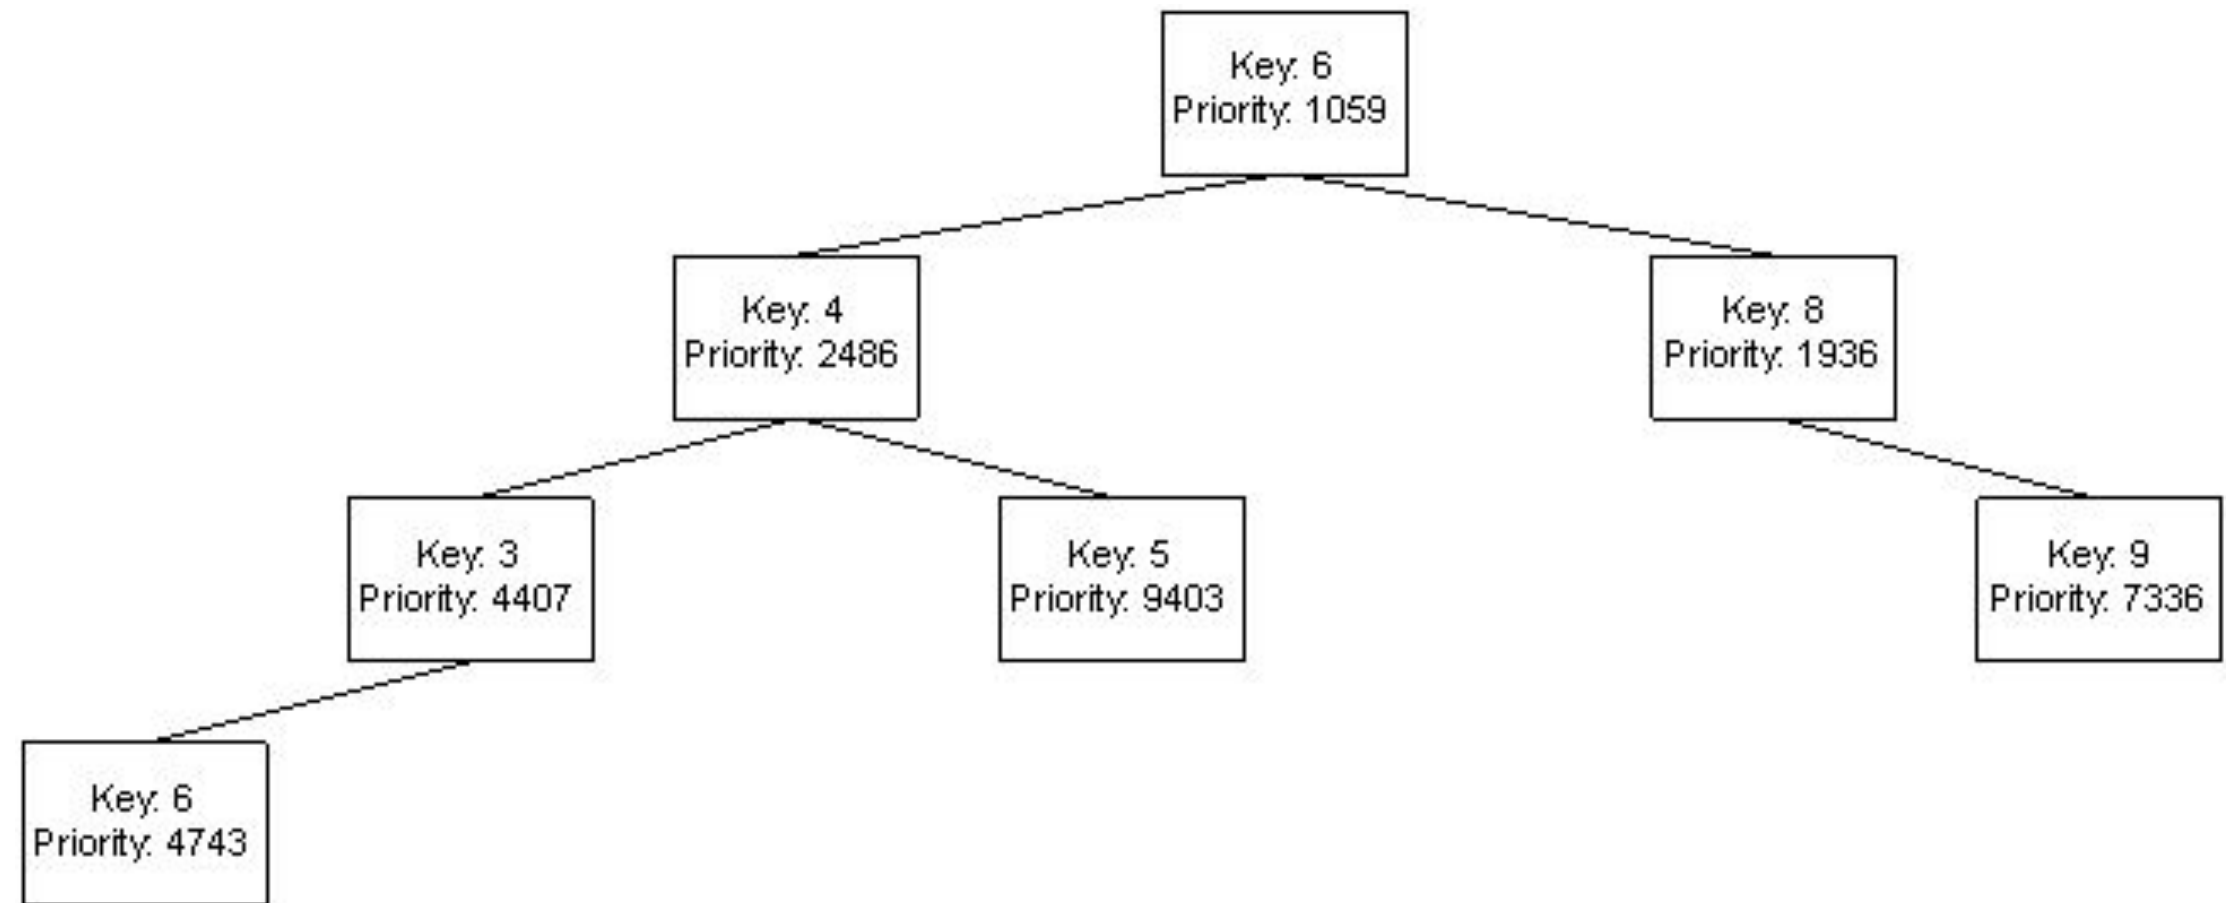 Key: 6
Priority: 1059
Key: 4
Priority: 2486
Key: 8
Priority: 1936
Key: 3
Priority: 4407
Key: 5
Priority: 9403
Key: 9
Priority: 7336
Key: 6
Priority: 4743